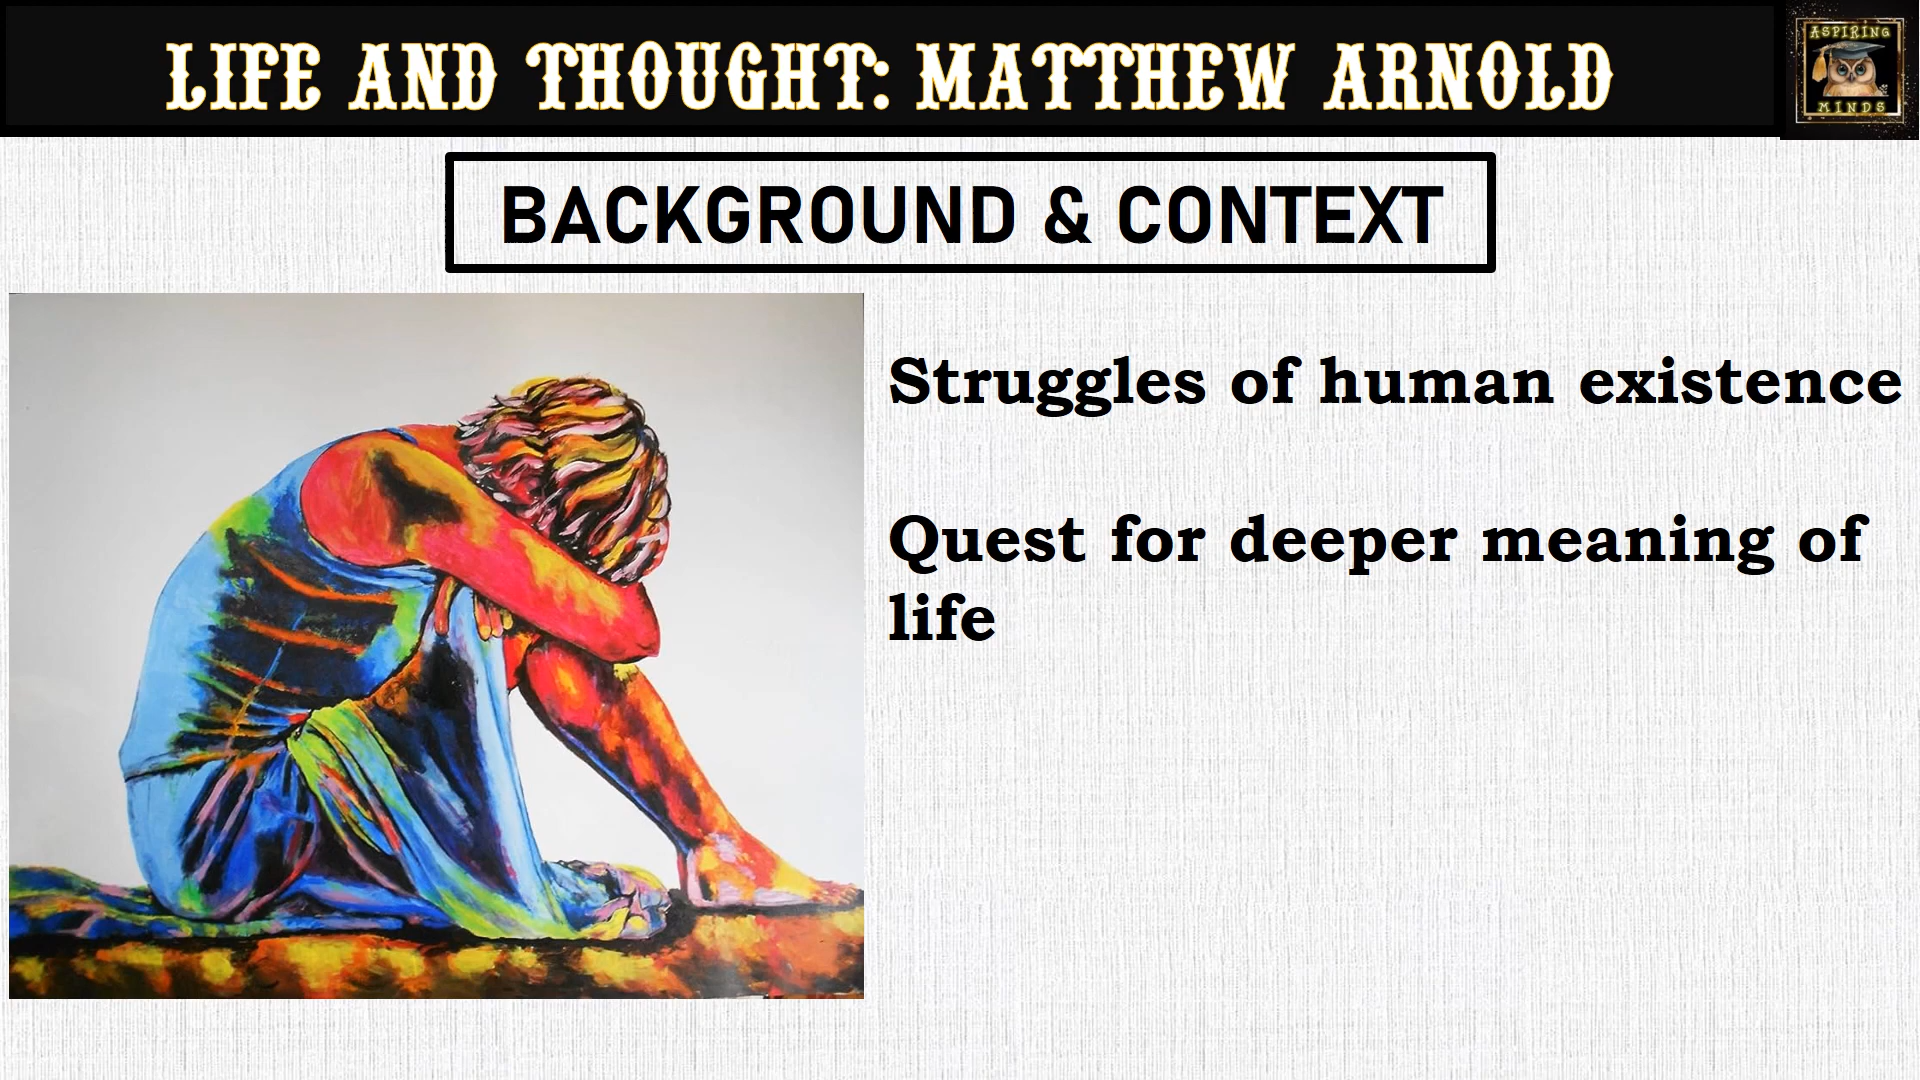 LIFE AND THOUGHT: MATTHEW ARNOLD
ASPIRING
MINDS
BACKGROUND & CONTEXT
Struggles of human existence
Quest for deeper meaning of
life